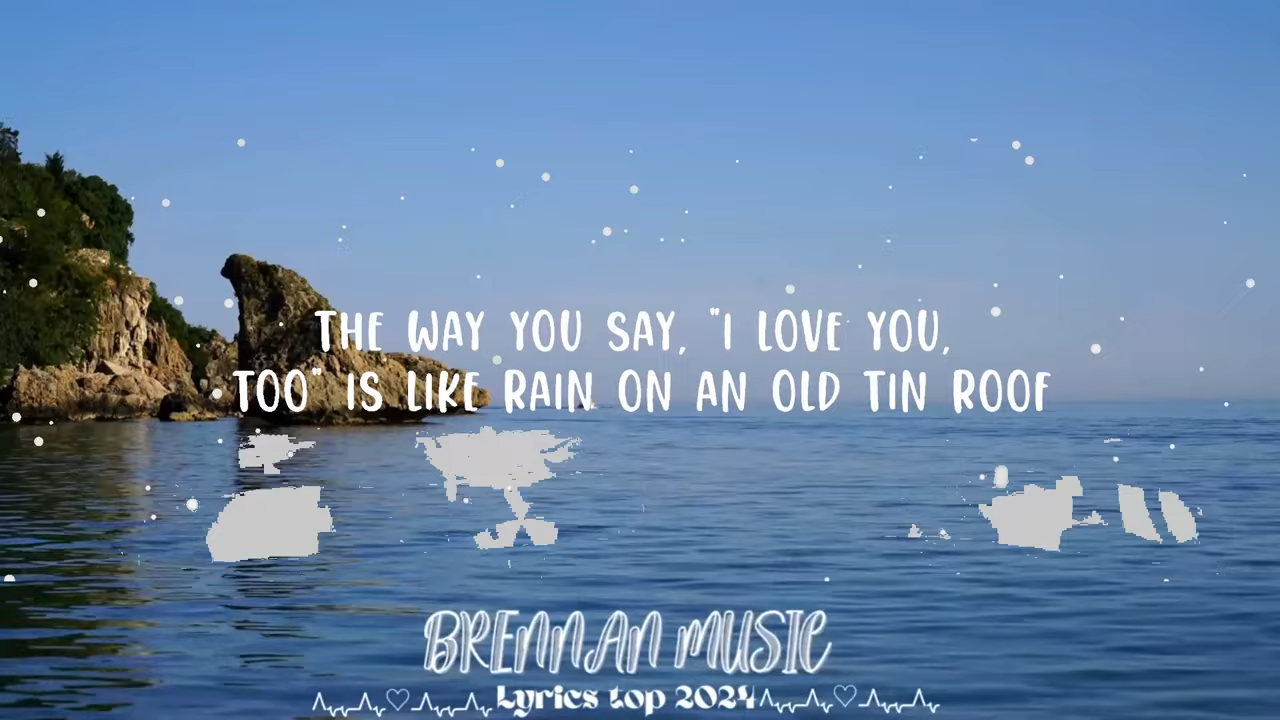 THE WAY YOU SAY, "I LOVE YOU,
TOO" IS LIKE RAIN ON AN OLD TIN ROOF
BRENNAN MUSIC
Lyrics top 2024